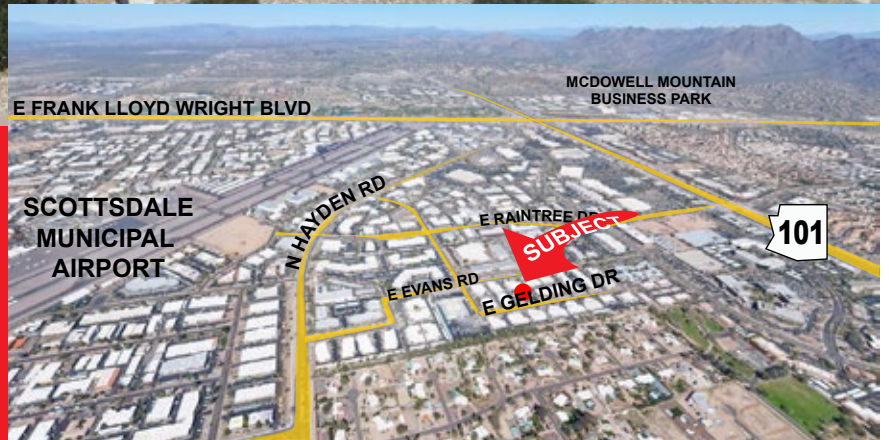 MCDOWELL MOUNTAIN
BUSINESS PARK
E FRANK LLOYD WRIGHT BLVD
SCOTTSDALE
MUNICIPAL
AIRPORT
N HAYDEN RD
E RAINTREE DR
SUBJECT
101
E EVANS RD
E GELDING DR